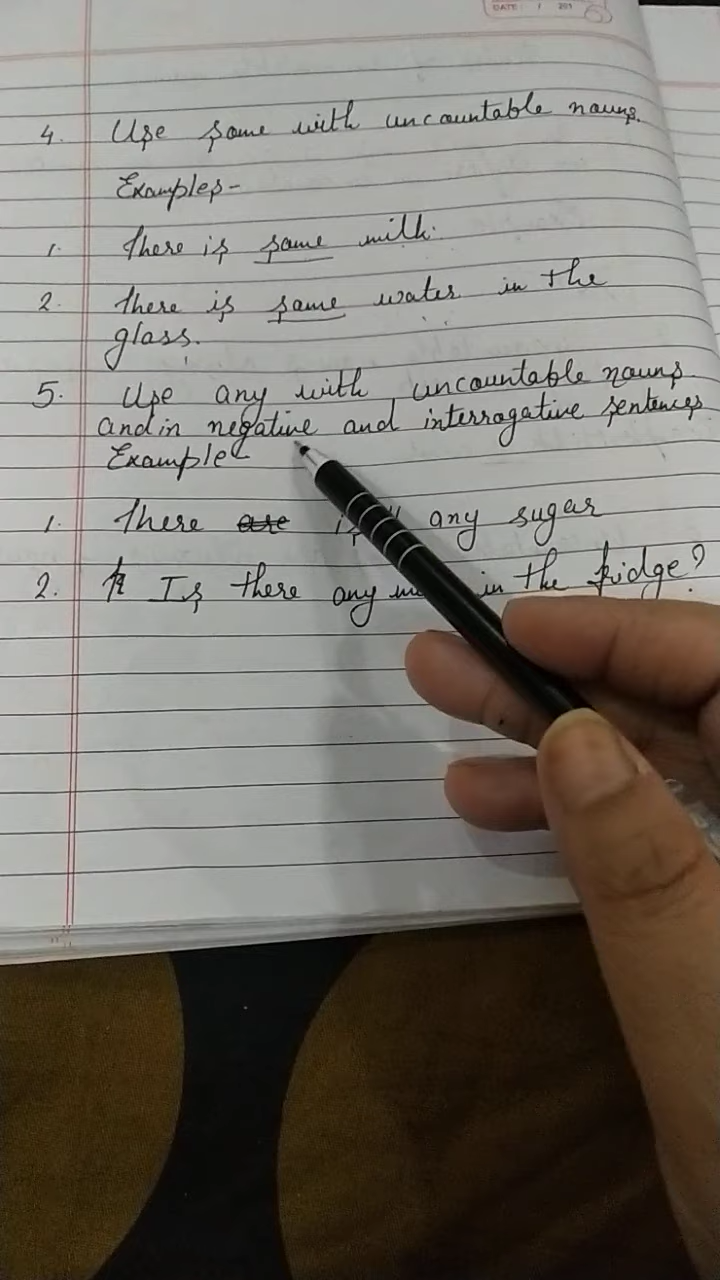 DATE: / 201
4. Use some with uncountable nouns.
Examples-
1. There is some milk.
2. There is some water in the
glass.
5. Use any with uncountable nouns
and in negative and interrogative sentences
Example
1. There are any sugar
2. Is there any in the fridge?